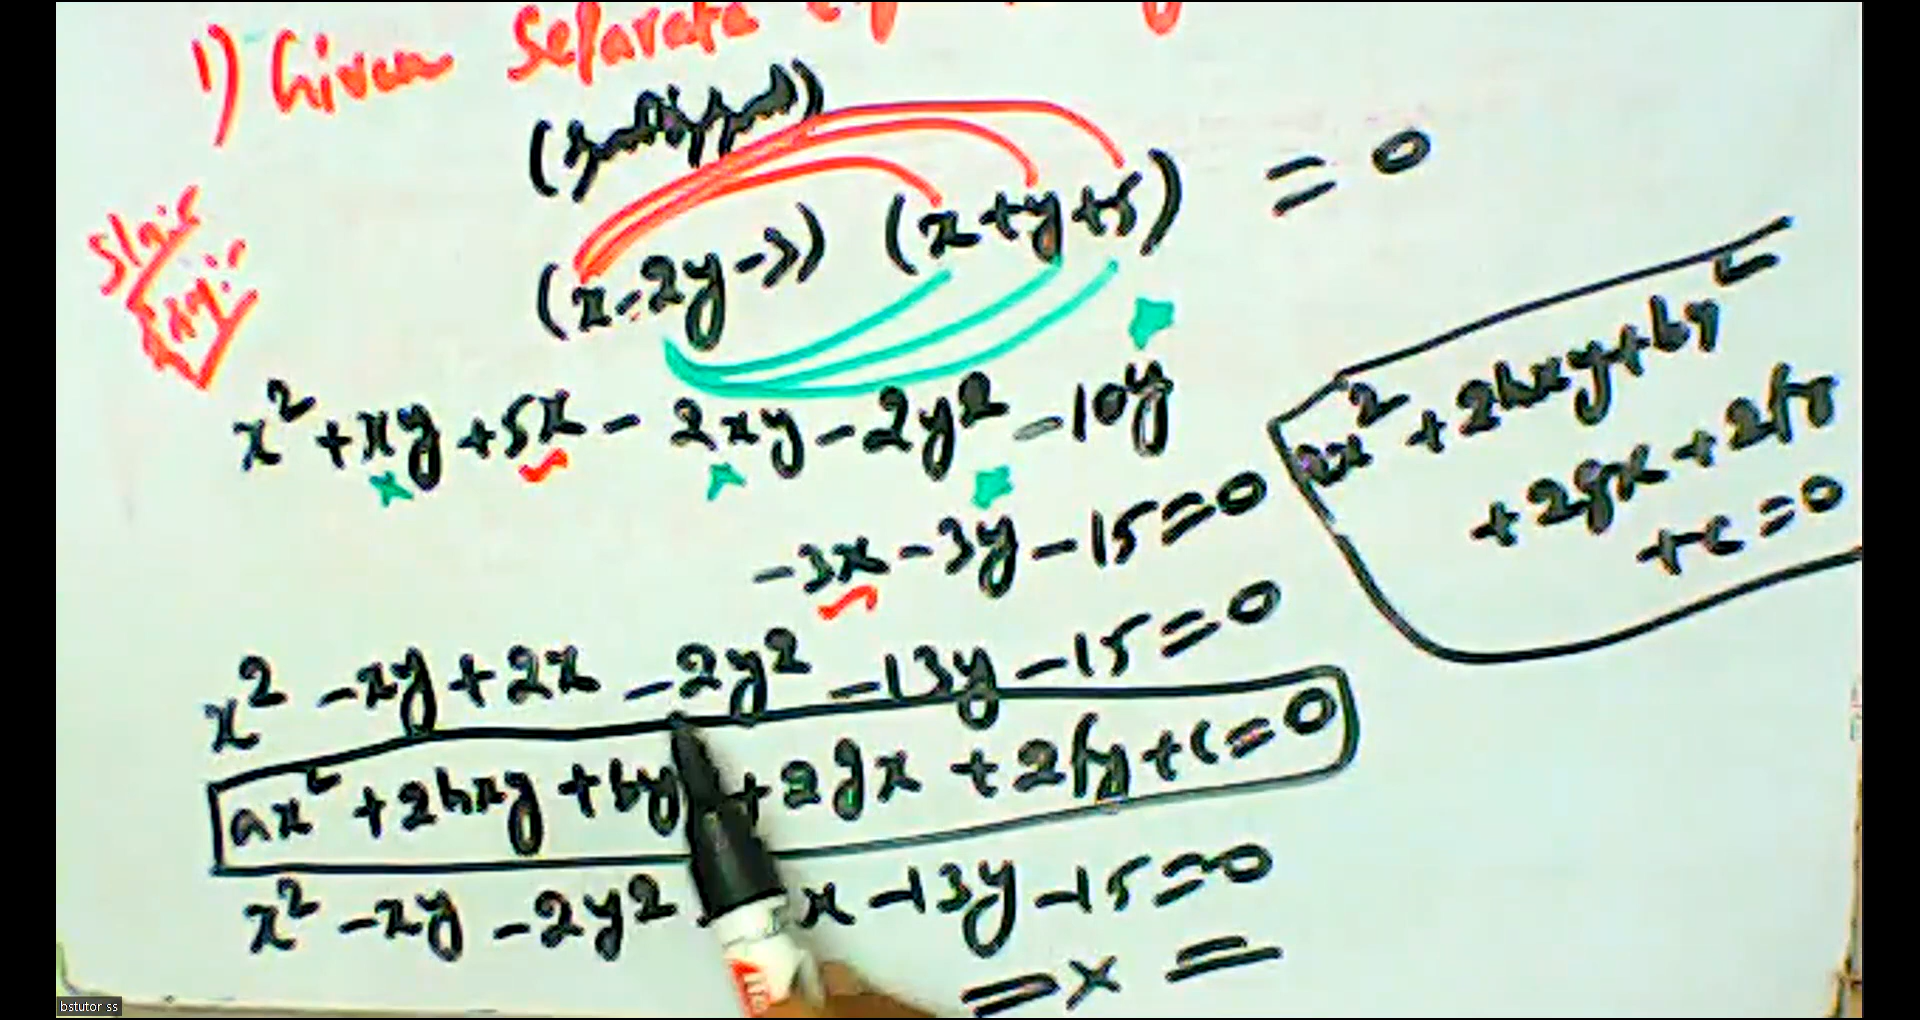 1) Given Separate
(x-2y-3) (x+y+5) = 0
x² + xy + 5x - 2xy - 2y² - 10y
-3x - 3y - 15 = 0
ax² + 2hxy + by²
+ 2gx + 2fy
+ c = 0
x² - xy + 2x - 2y² - 13y - 15 = 0
ax² + 2hxy + by + 2gx + 2fy + c = 0
x² - xy - 2y² x - 13y - 15 = 0
= x =
bstutor ss